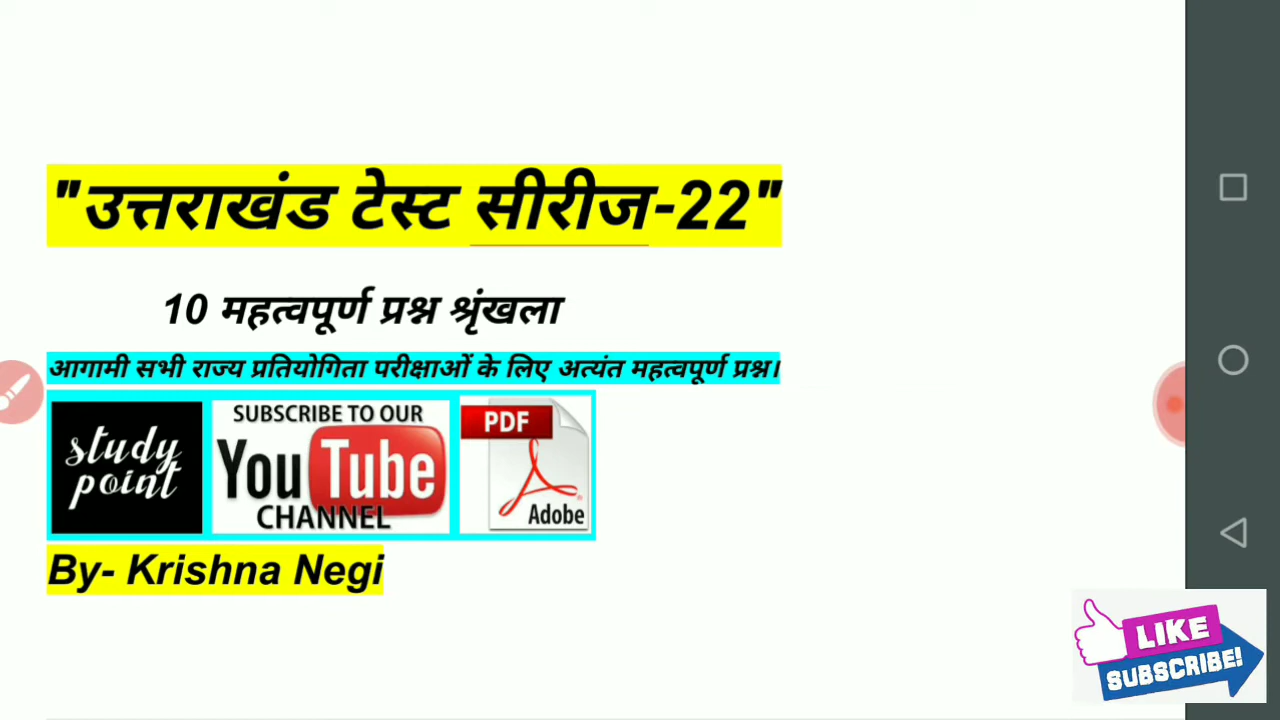 "उत्तराखंड टेस्ट सीरीज-22"
10 महत्वपूर्ण प्रश्न श्रृंखला
आगामी सभी राज्य प्रतियोगिता परीक्षाओं के लिए अत्यंत महत्वपूर्ण प्रश्न।
study
point
SUBSCRIBE TO OUR
YouTube
CHANNEL
PDF
Adobe
By- Krishna Negi
LIKE
SUBSCRIBE!